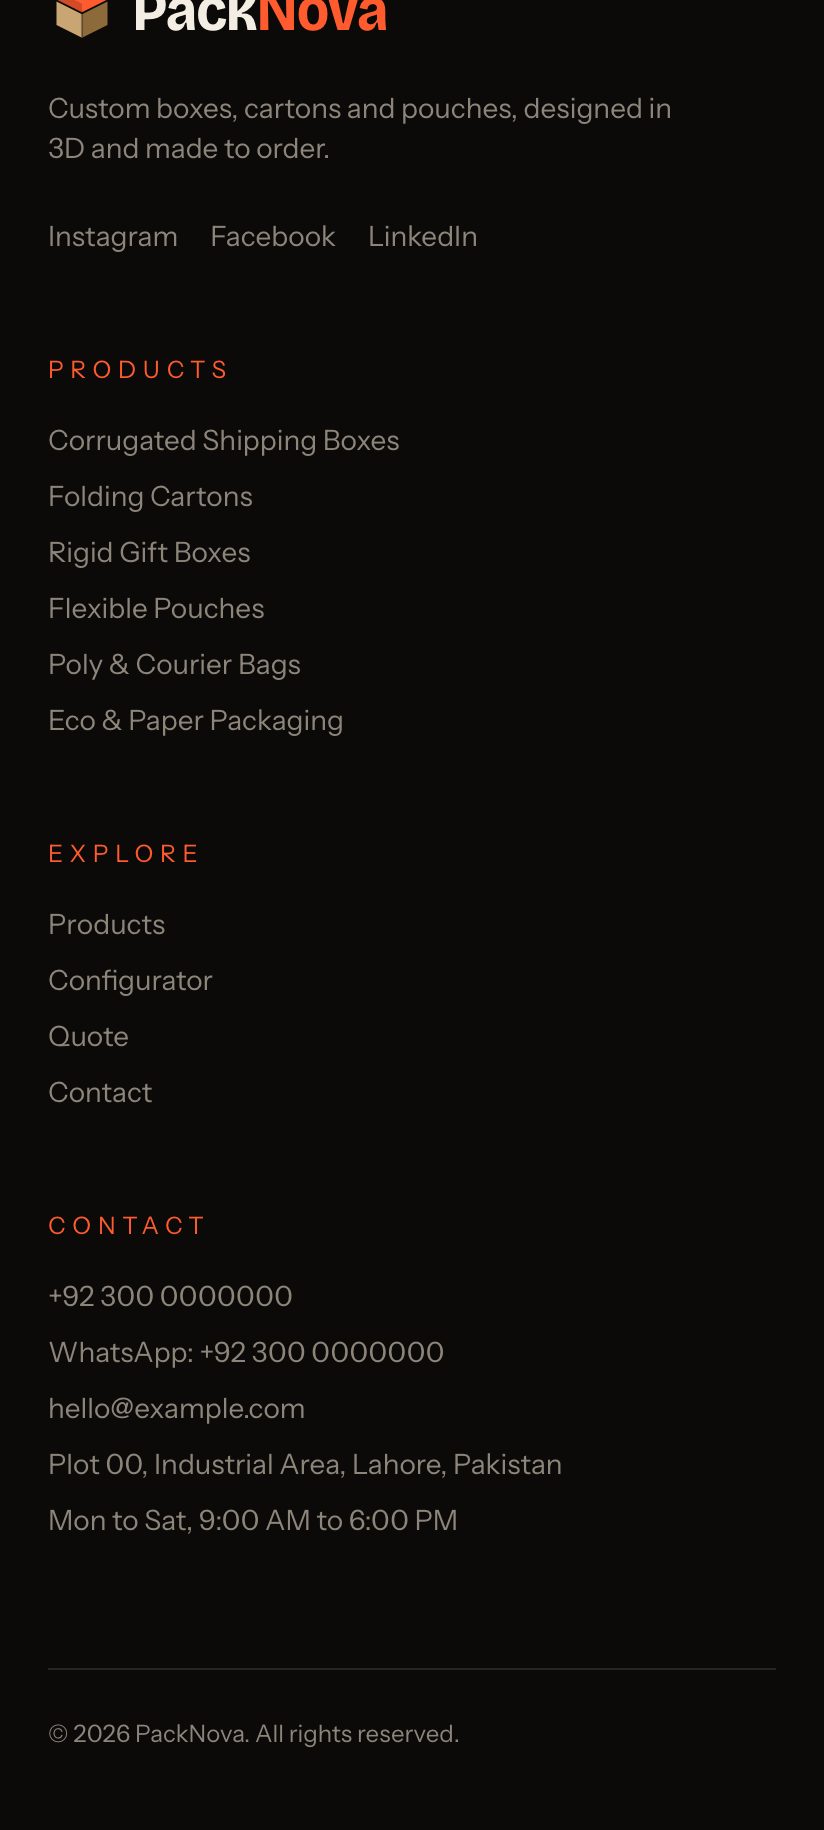 PackNova
Custom boxes, cartons and pouches, designed in
3D and made to order.
Instagram Facebook LinkedIn
PRODUCTS
Corrugated Shipping Boxes
Folding Cartons
Rigid Gift Boxes
Flexible Pouches
Poly & Courier Bags
Eco & Paper Packaging
EXPLORE
Products
Configurator
Quote
Contact
CONTACT
+92 300 0000000
WhatsApp: +92 300 0000000
hello@example.com
Plot 00, Industrial Area, Lahore, Pakistan
Mon to Sat, 9:00 AM to 6:00 PM
© 2026 PackNova. All rights reserved.